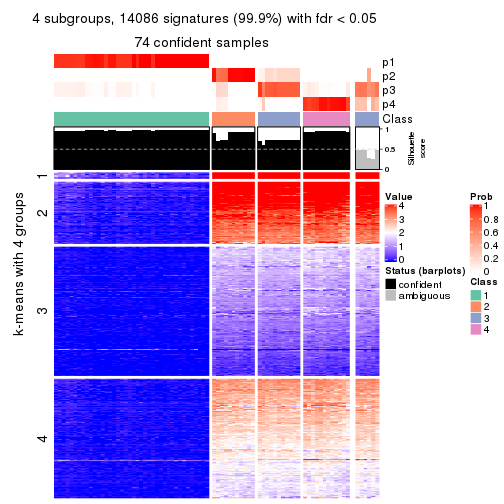 4 subgroups, 14086 signatures (99.9%) with fdr < 0.05
74 confident samples
p1
p2
p3
p4
Class
1
0.5
0
Silhouette
score
k-means with 4 groups
1
2
3
4
Value
4
3
2
1
0
Status (barplots)
confident
ambiguous
Prob
1
0.8
0.6
0.4
0.2
0
Class
1
2
3
4